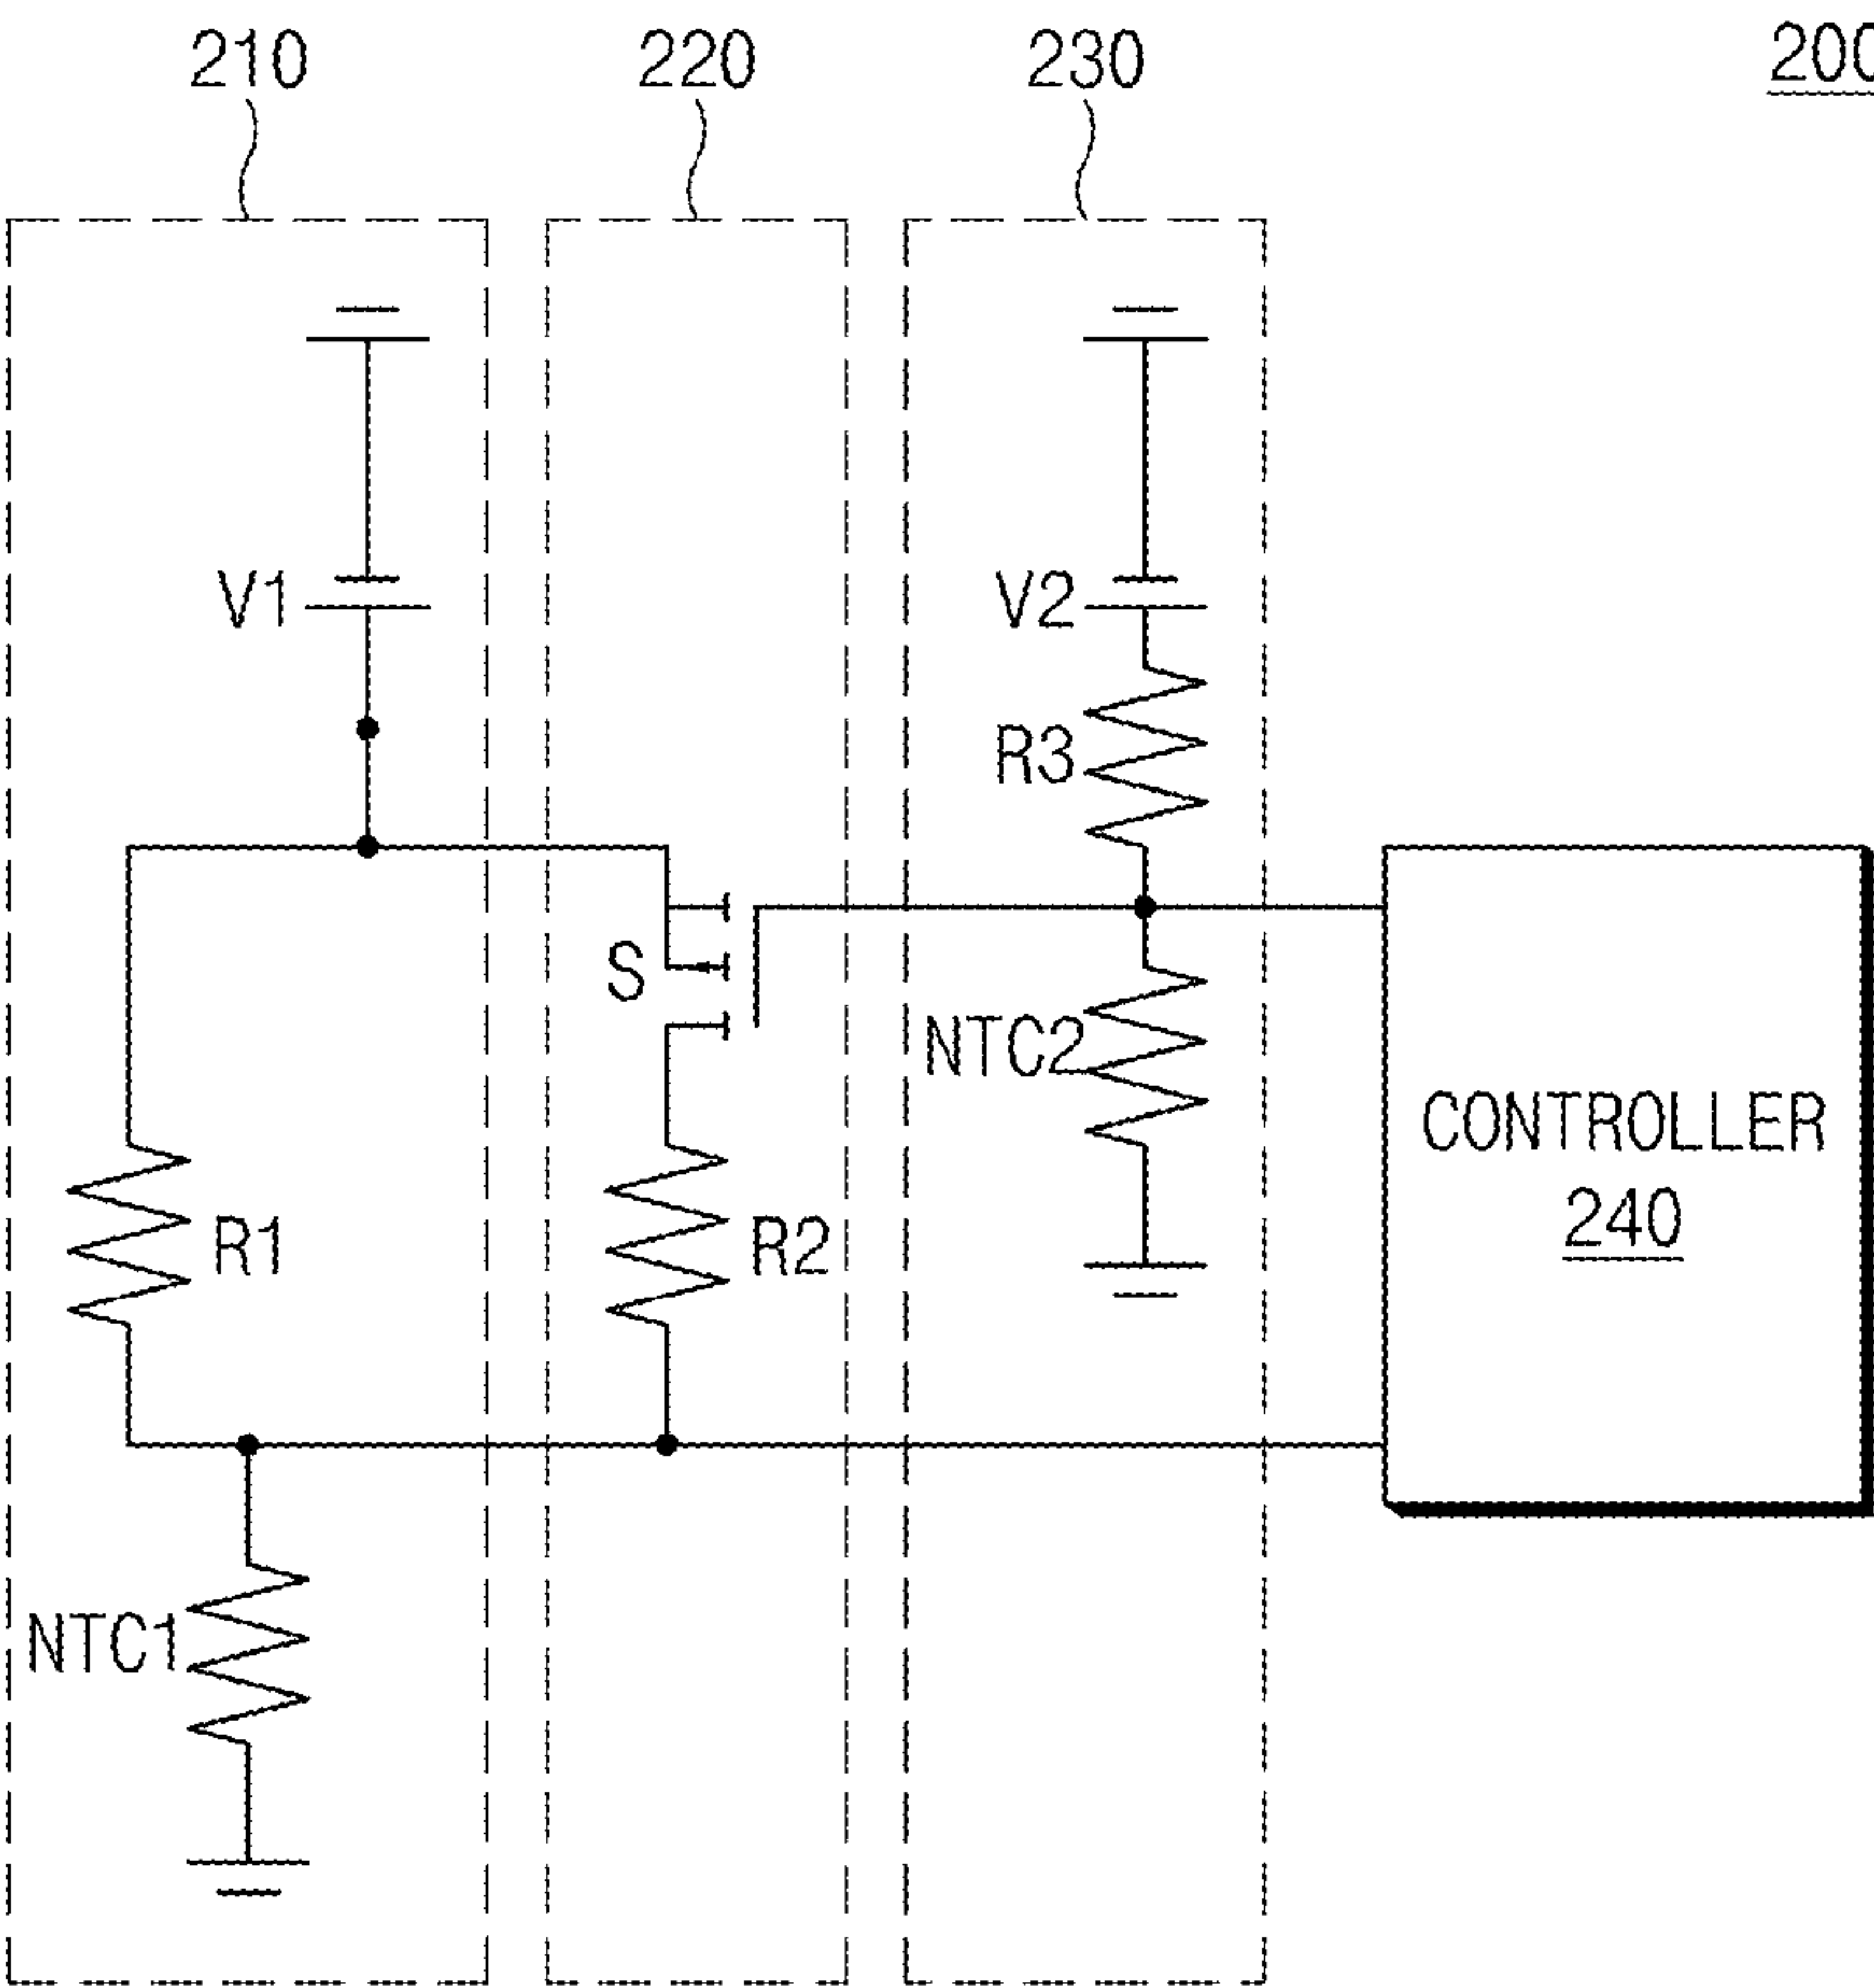 210
220
230
200
V1
V2
R3
S
NTC2
CONTROLLER
240
R1
R2
NTC1